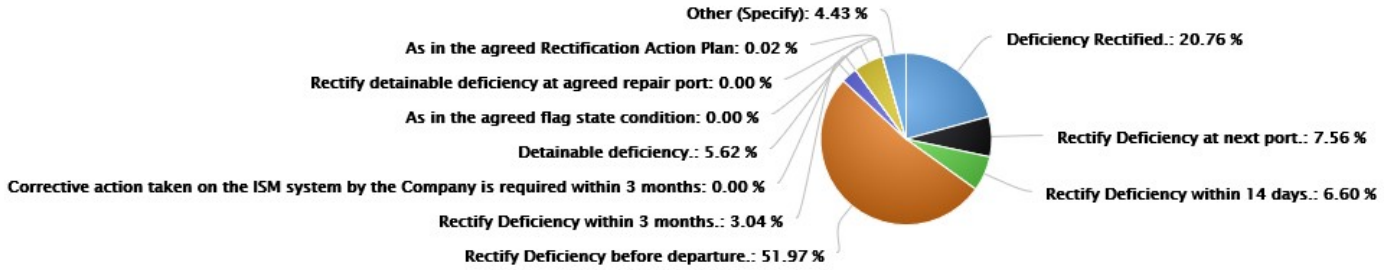 Other (Specify): 4.43 %
Deficiency Rectified.: 20.76 %
As in the agreed Rectification Action Plan: 0.02 %
Rectify detainable deficiency at agreed repair port: 0.00 %
As in the agreed flag state condition: 0.00 %
Rectify Deficiency at next port.: 7.56 %
Detainable deficiency.: 5.62 %
Corrective action taken on the ISM system by the Company is required within 3 months: 0.00 %
Rectify Deficiency within 14 days.: 6.60 %
Rectify Deficiency within 3 months.: 3.04 %
Rectify Deficiency before departure.: 51.97 %